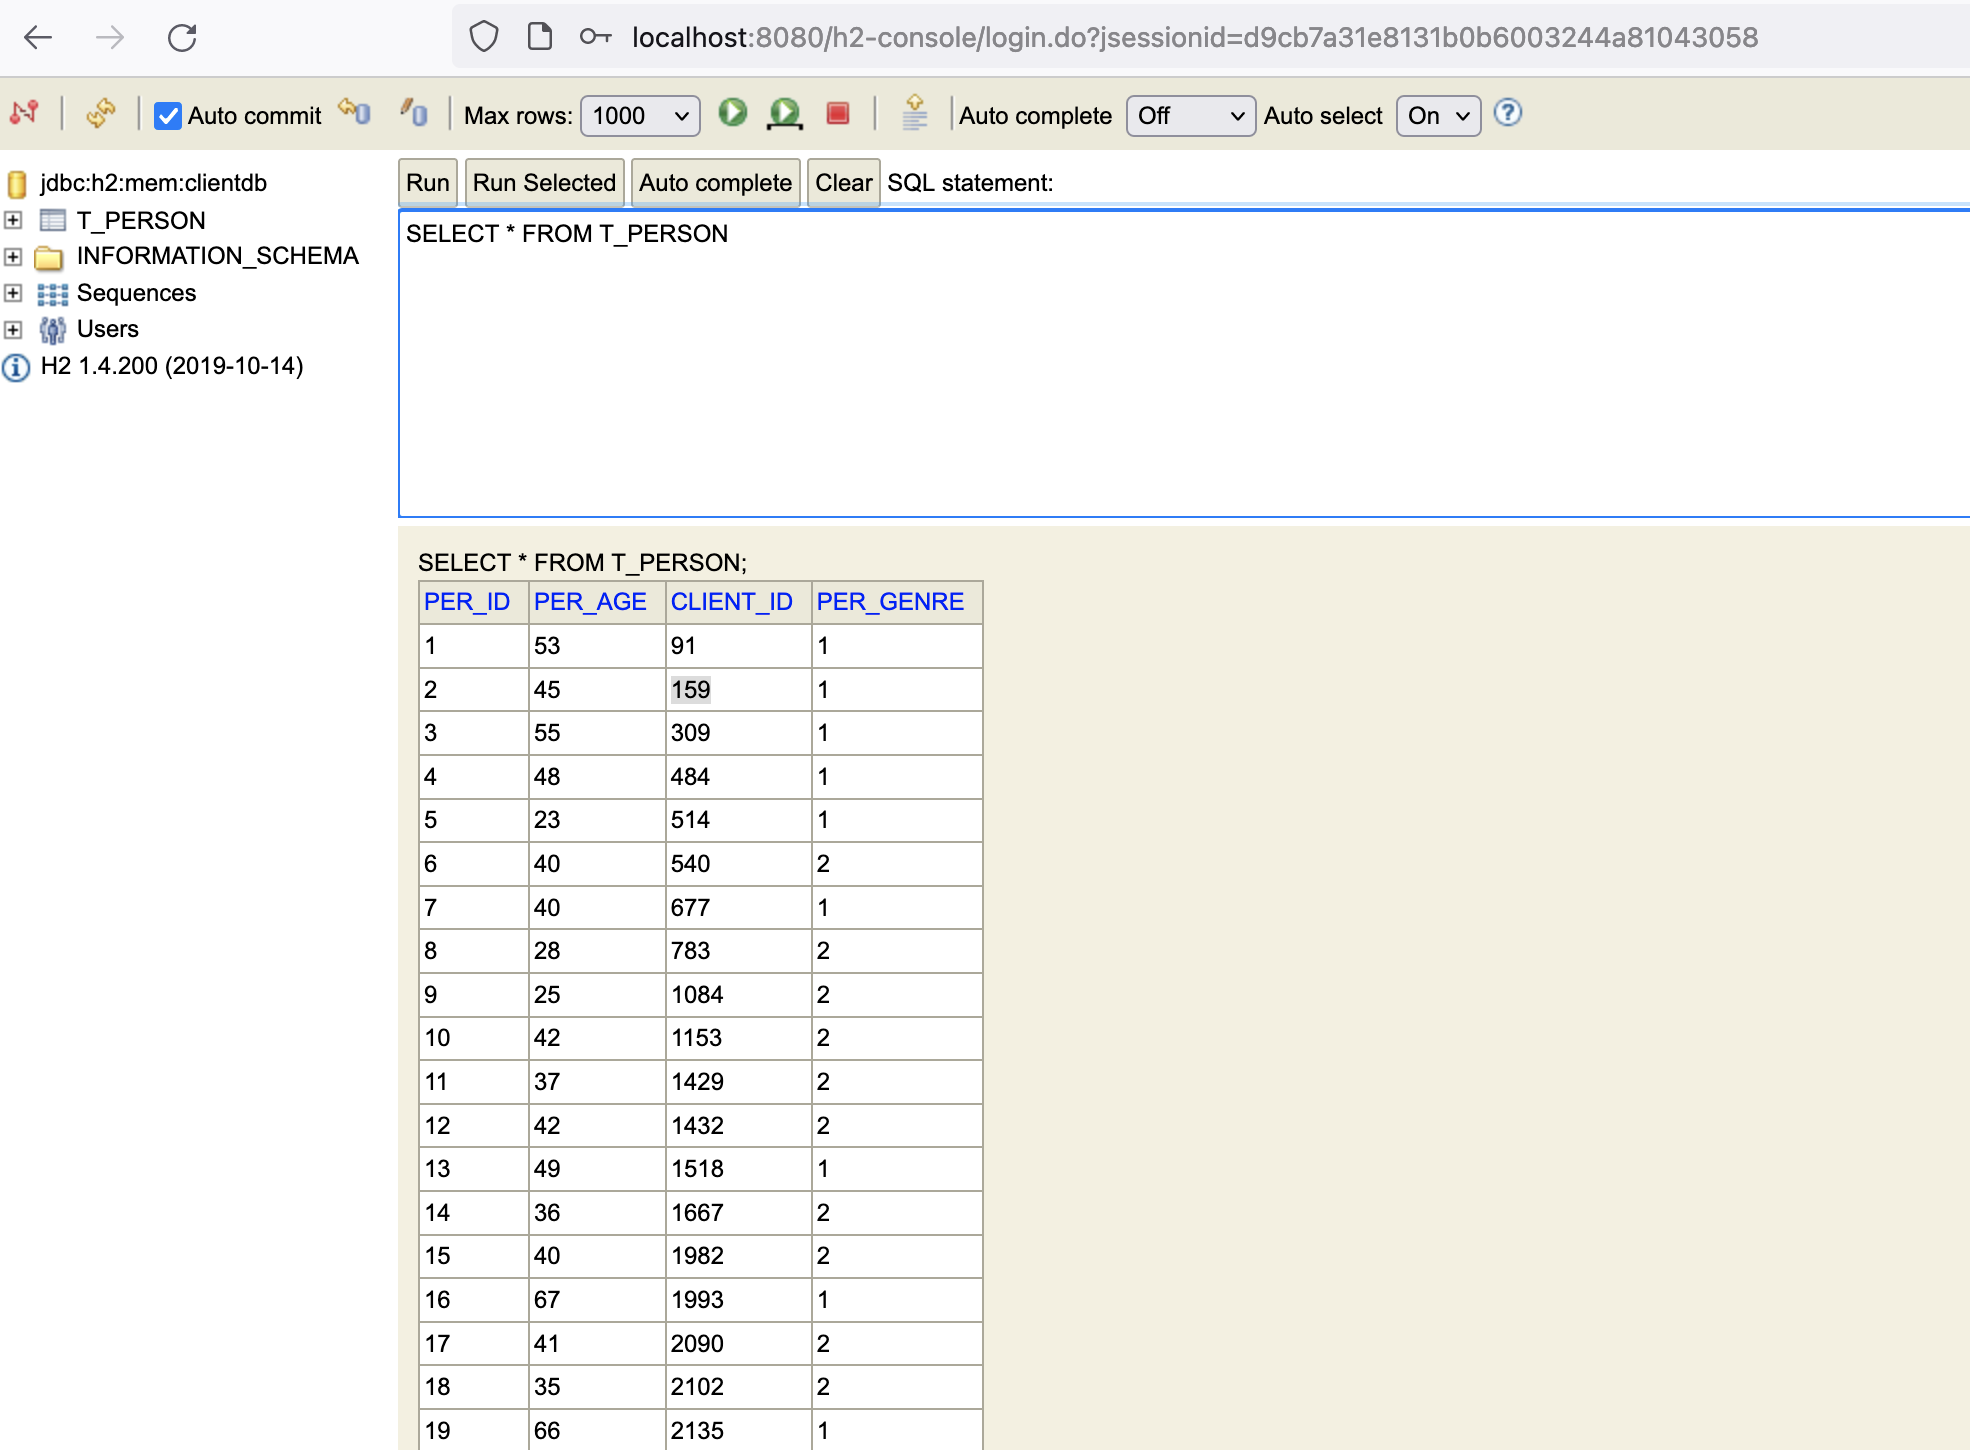 localhost:8080/h2-console/login.do?jsessionid=d9cb7a31e8131b0b6003244a81043058
Auto commit Max rows: 1000 Auto complete Off Auto select On
jdbc:h2:mem:clientdb
T_PERSON
INFORMATION_SCHEMA
Sequences
Users
H2 1.4.200 (2019-10-14)
Run Run Selected Auto complete Clear SQL statement:
SELECT * FROM T_PERSON
SELECT * FROM T_PERSON;
PER_ID PER_AGE CLIENT_ID PER_GENRE
1 53 91 1
2 45 159 1
3 55 309 1
4 48 484 1
5 23 514 1
6 40 540 2
7 40 677 1
8 28 783 2
9 25 1084 2
10 42 1153 2
11 37 1429 2
12 42 1432 2
13 49 1518 1
14 36 1667 2
15 40 1982 2
16 67 1993 1
17 41 2090 2
18 35 2102 2
19 66 2135 1